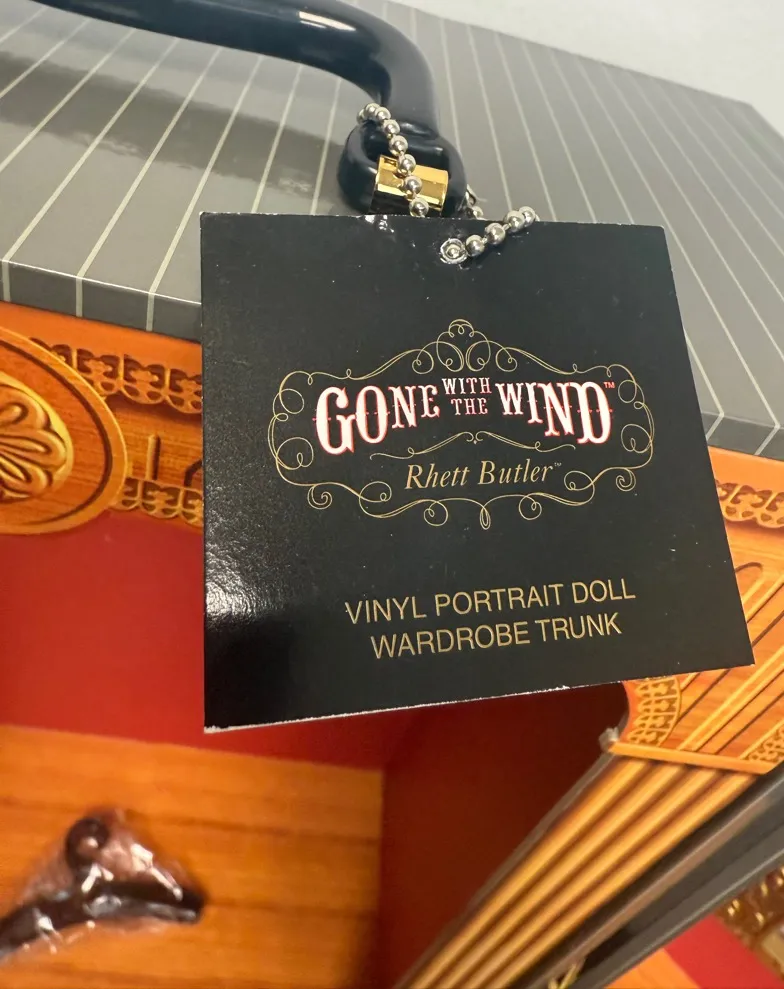 GONE WITH THE WIND™
Rhett Butler™
VINYL PORTRAIT DOLL
WARDROBE TRUNK